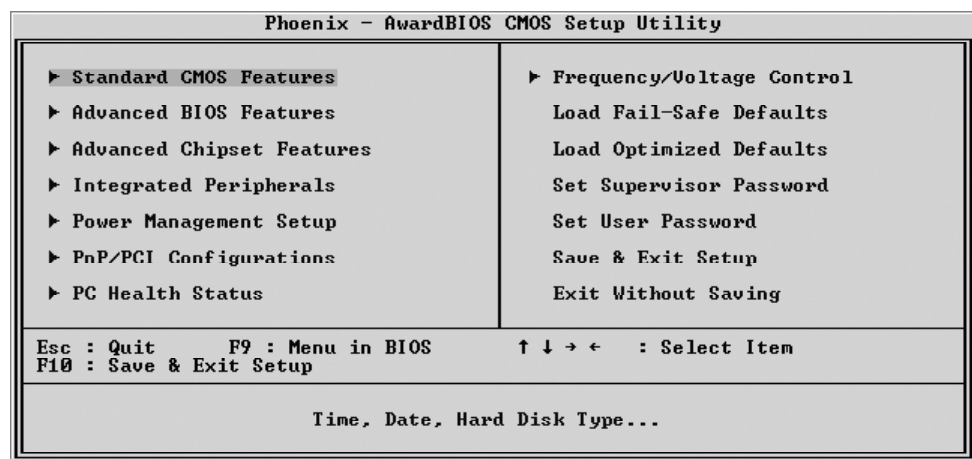 Phoenix - AwardBIOS CMOS Setup Utility
▶ Standard CMOS Features
▶ Advanced BIOS Features
▶ Advanced Chipset Features
▶ Integrated Peripherals
▶ Power Management Setup
▶ PnP/PCI Configurations
▶ PC Health Status
▶ Frequency/Voltage Control
Load Fail-Safe Defaults
Load Optimized Defaults
Set Supervisor Password
Set User Password
Save & Exit Setup
Exit Without Saving
Esc : Quit F9 : Menu in BIOS ↑ ↓ → ← : Select Item
F10 : Save & Exit Setup
Time, Date, Hard Disk Type...